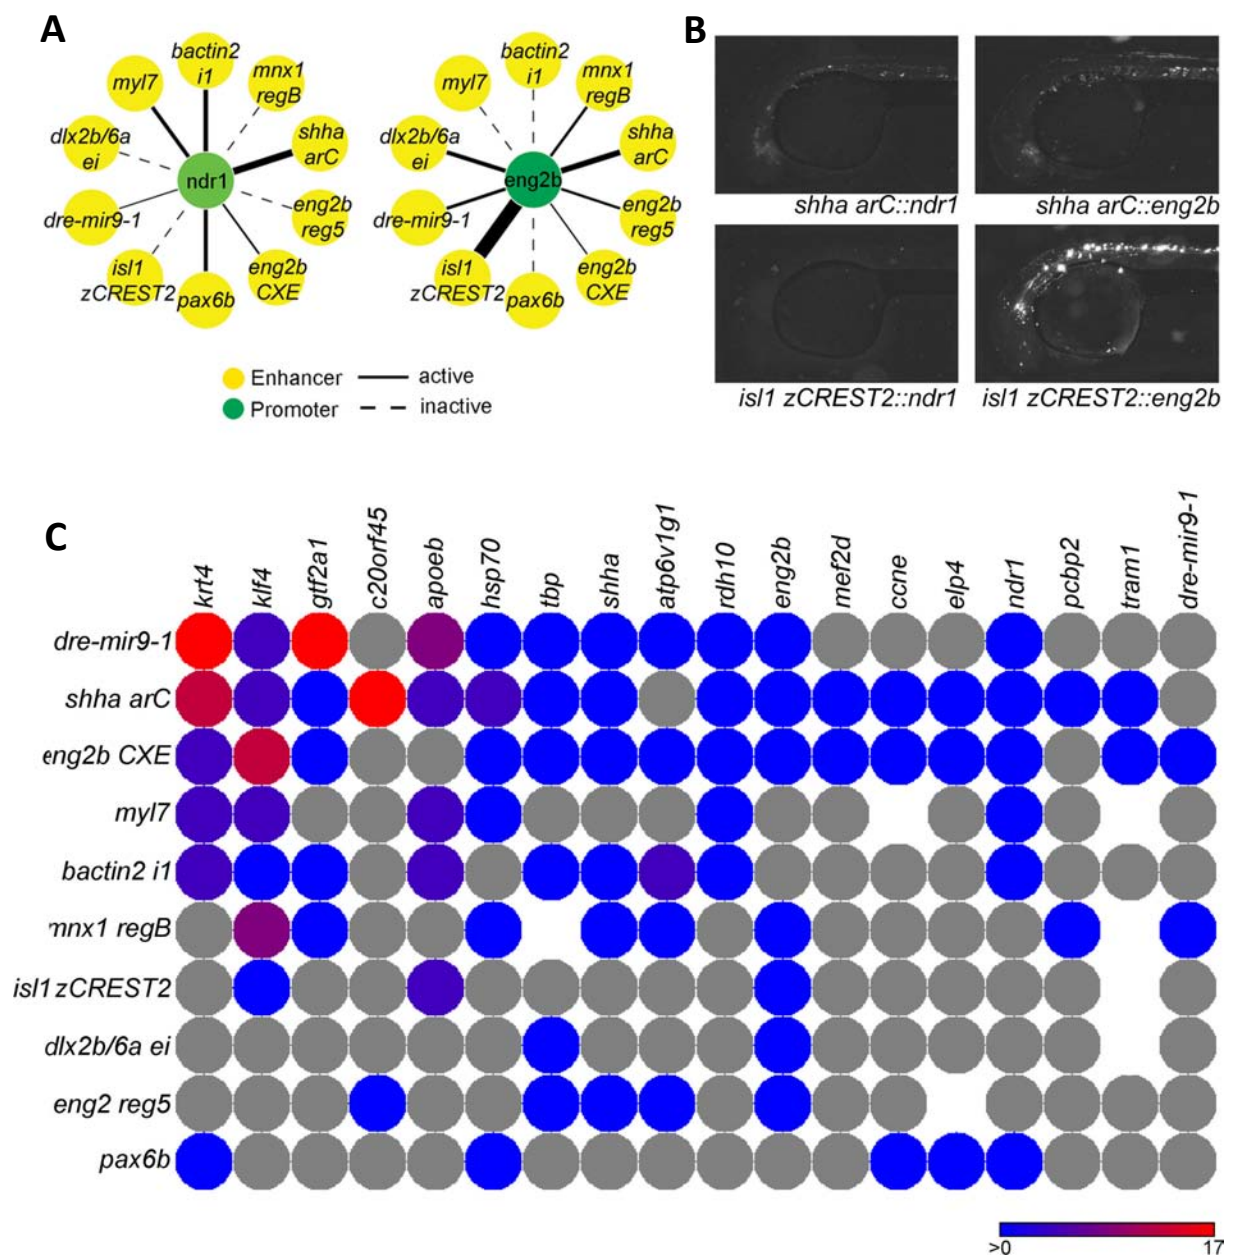 A
bactin2
i1
myl7
mnx1
regB
dlx2b/6a
ei
shha
arC
ndr1
dre-mir9-1
eng2b
reg5
isl1
zCREST2
pax6b
eng2b
CXE
bactin2
i1
myl7
mnx1
regB
dlx2b/6a
ei
shha
arC
eng2b
dre-mir9-1
eng2b
reg5
isl1
zCREST2
pax6b
eng2b
CXE
Enhancer
active
Promoter
inactive
B
shha arC::ndr1
shha arC::eng2b
isl1 zCREST2::ndr1
isl1 zCREST2::eng2b
C
krt4
klf4
gtf2a1
c20orf45
apoeb
hsp70
tbp
shha
atp6v1g1
rdh10
eng2b
mef2d
ccne
elp4
ndr1
pcbp2
tram1
dre-mir9-1
dre-mir9-1
shha arC
eng2b CXE
myl7
bactin2 i1
mnx1 regB
isl1 zCREST2
dlx2b/6a ei
eng2 reg5
pax6b
>0 17